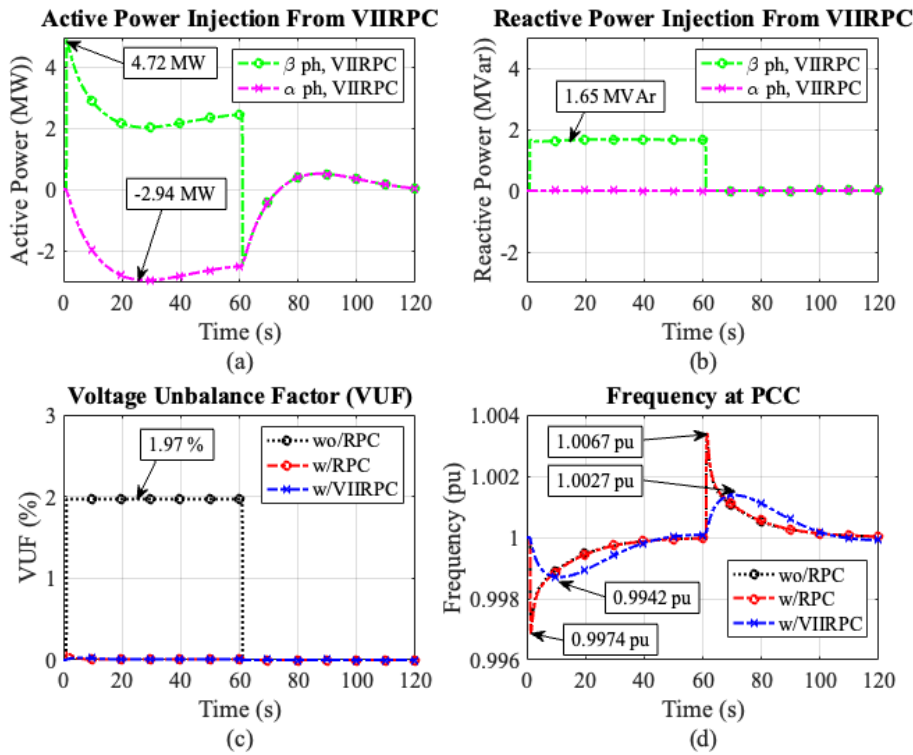 Active Power Injection From VIIRPC
Active Power (MW))
4
2
0
-2
4.72 MW
-2.94 MW
β ph, VIIRPC
α ph, VIIRPC
0 20 40 60 80 100 120
Time (s)
(a)
Reactive Power Injection From VIIRPC
Reactive Power (MVar))
4
2
0
-2
β ph, VIIRPC
α ph, VIIRPC
1.65 MVAr
0 20 40 60 80 100 120
Time (s)
(b)
Voltage Unbalance Factor (VUF)
VUF (%)
3
2
1
0
1.97 %
wo/RPC
w/RPC
w/VIIRPC
0 20 40 60 80 100 120
Time (s)
(c)
Frequency at PCC
Frequency (pu)
1.004
1.002
1
0.998
0.996
1.0067 pu
1.0027 pu
0.9942 pu
0.9974 pu
wo/RPC
w/RPC
w/VIIRPC
0 20 40 60 80 100 120
Time (s)
(d)